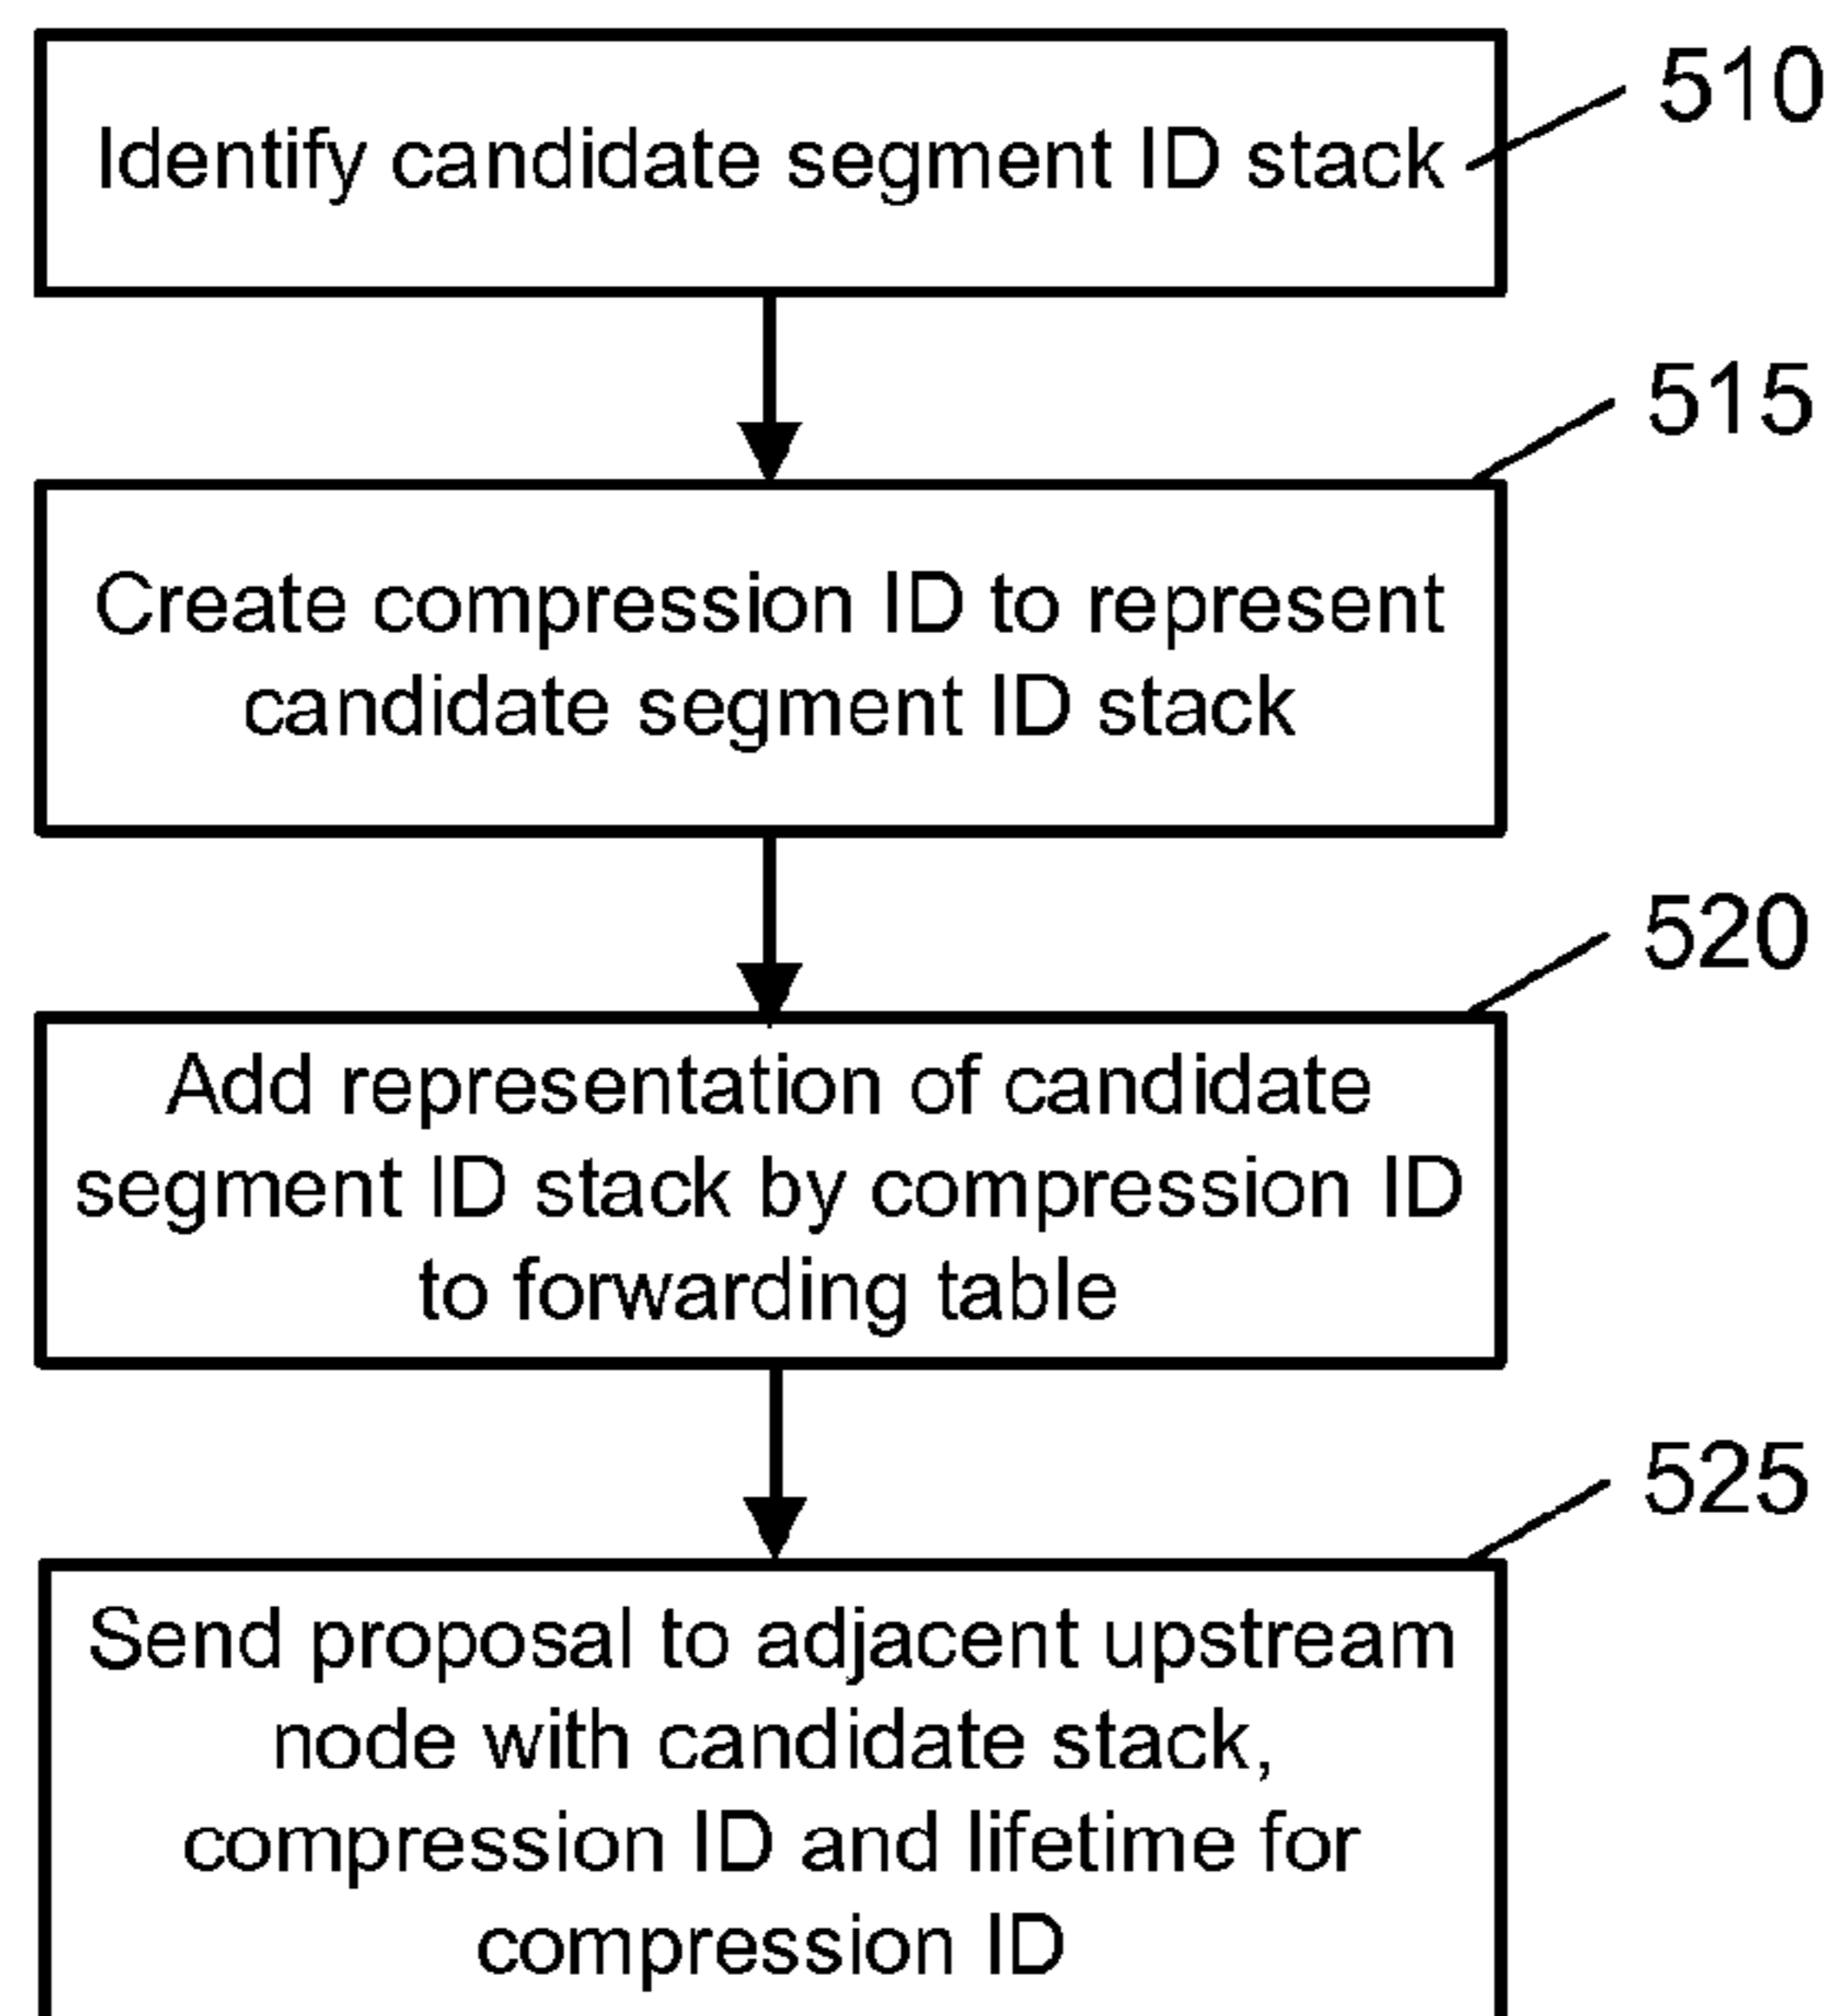 Identify candidate segment ID stack
510
515
Create compression ID to represent
candidate segment ID stack
520
Add representation of candidate
segment ID stack by compression ID
to forwarding table
525
Send proposal to adjacent upstream
node with candidate stack,
compression ID and lifetime for
compression ID